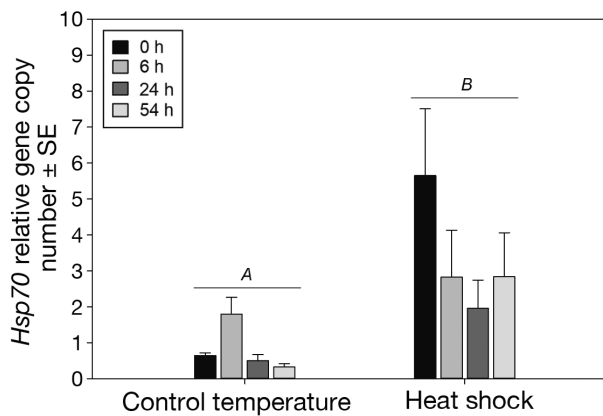 Hsp70 relative gene copy
number ± SE
10
9
8
7
6
5
4
3
2
1
0
0 h
6 h
24 h
54 h
A
B
Control temperature
Heat shock